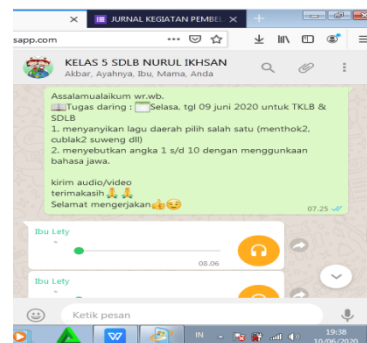 JURNAL KEGIATAN PEMBEL
sapp.com
KELAS 5 SDLB NURUL IKHSAN
Akbar, Ayahnya, Ibu, Mama, Anda
Assalamualaikum wr.wb.
Tugas daring : Selasa, tgl 09 juni 2020 untuk TKLB &
SDLB
1. menyanyikan lagu daerah pilih salah satu (menthok2,
cublak2 suweng dll)
2. menyebutkan angka 1 s/d 10 dengan menggunkaan
bahasa jawa.
kirim audio/video
terimakasih
Selamat mengerjakan
07.25
Ibu Lety
~
08.06
Ibu Lety
~
Ketik pesan
IN
19:38
10/06/2020